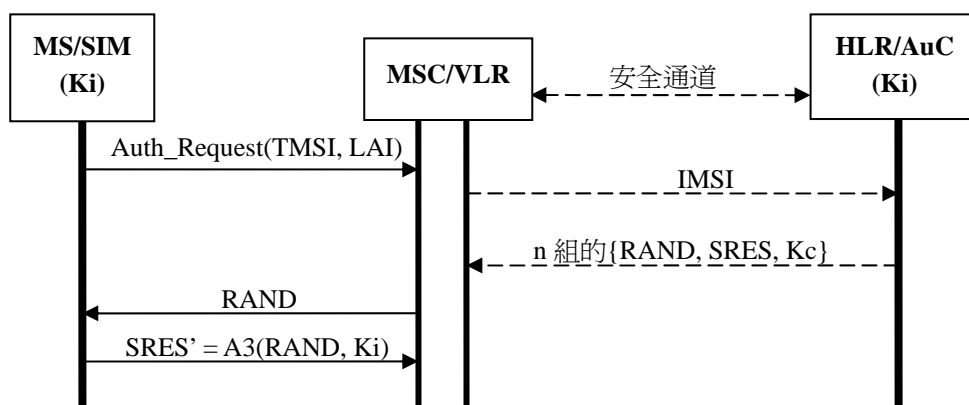 MS/SIM
(Ki)
MSC/VLR
安全通道
HLR/AuC
(Ki)
Auth_Request(TMSI, LAI)
IMSI
n 組的{RAND, SRES, Kc}
RAND
SRES’ = A3(RAND, Ki)